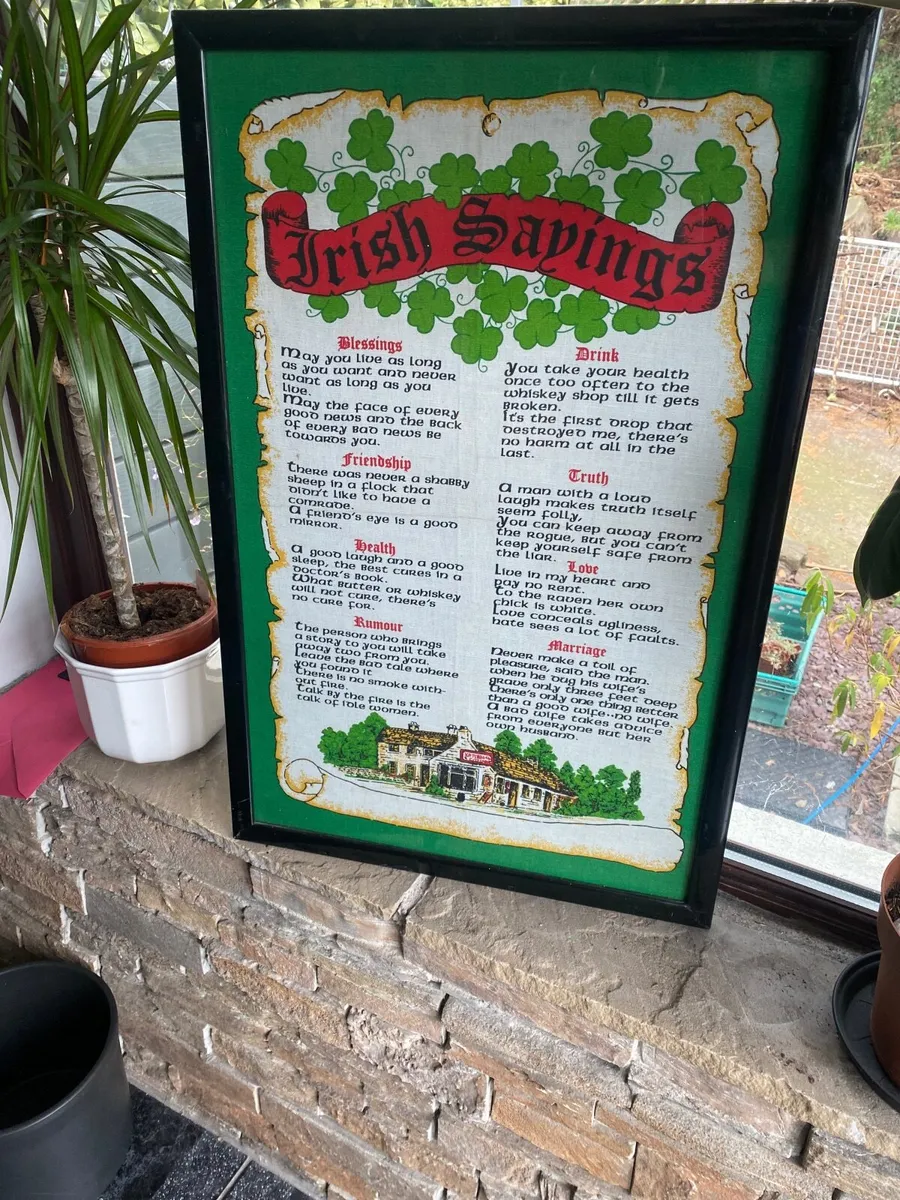 Irish Sayings
Blessings
May you live as long
as you want and never
want as long as you
live.
May the face of every
good news and the back
of every bad news be
towards you.
Friendship
There was never a shabby
sheep in a flock that
didn't like to have a
comrade.
A friend's eye is a good
mirror.
Health
A good laugh and a good
sleep, the best cures in a
doctor's book.
What butter or whiskey
will not cure, there's
no cure for.
Rumour
The person who brings
a story to you will take
away two from you.
Leave the bad tale where
you found it
There is no smoke with-
out fire.
Talk by the fire is the
talk of idle women.
Drink
You take your health
once too often to the
whiskey shop till it gets
broken.
It's the first drop that
destroyed me, there's
no harm at all in the
last.
Truth
A man with a loud
laugh makes truth itself
seem folly,
You can keep away from
the rogue, but you can't
keep yourself safe from
the liar.
Love
Live in my heart and
pay no rent.
To the raven her own
chick is white.
Love conceals ugliness,
hate sees a lot of faults.
Marriage
Never make a toil of
pleasure, said the man.
when he dug his wife's
grave only three feet deep
There's only one thing better
than a good wife--no wife.
A bad wife takes advice
from everyone but her
own husband.